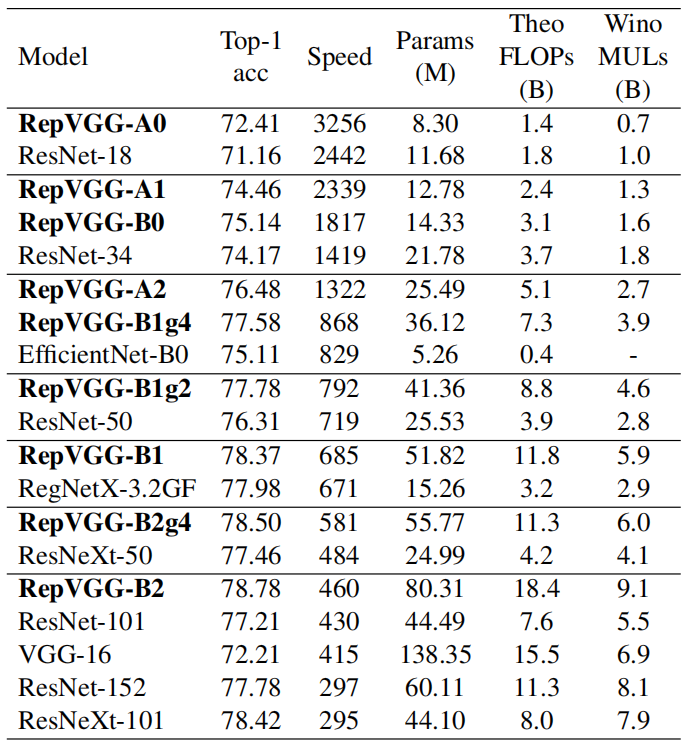 Model Top-1 acc Speed Params (M) Theo FLOPs (B) Wino MULs (B)
RepVGG-A0 72.41 3256 8.30 1.4 0.7
ResNet-18 71.16 2442 11.68 1.8 1.0
RepVGG-A1 74.46 2339 12.78 2.4 1.3
RepVGG-B0 75.14 1817 14.33 3.1 1.6
ResNet-34 74.17 1419 21.78 3.7 1.8
RepVGG-A2 76.48 1322 25.49 5.1 2.7
RepVGG-B1g4 77.58 868 36.12 7.3 3.9
EfficientNet-B0 75.11 829 5.26 0.4 -
RepVGG-B1g2 77.78 792 41.36 8.8 4.6
ResNet-50 76.31 719 25.53 3.9 2.8
RepVGG-B1 78.37 685 51.82 11.8 5.9
RegNetX-3.2GF 77.98 671 15.26 3.2 2.9
RepVGG-B2g4 78.50 581 55.77 11.3 6.0
ResNeXt-50 77.46 484 24.99 4.2 4.1
RepVGG-B2 78.78 460 80.31 18.4 9.1
ResNet-101 77.21 430 44.49 7.6 5.5
VGG-16 72.21 415 138.35 15.5 6.9
ResNet-152 77.78 297 60.11 11.3 8.1
ResNeXt-101 78.42 295 44.10 8.0 7.9